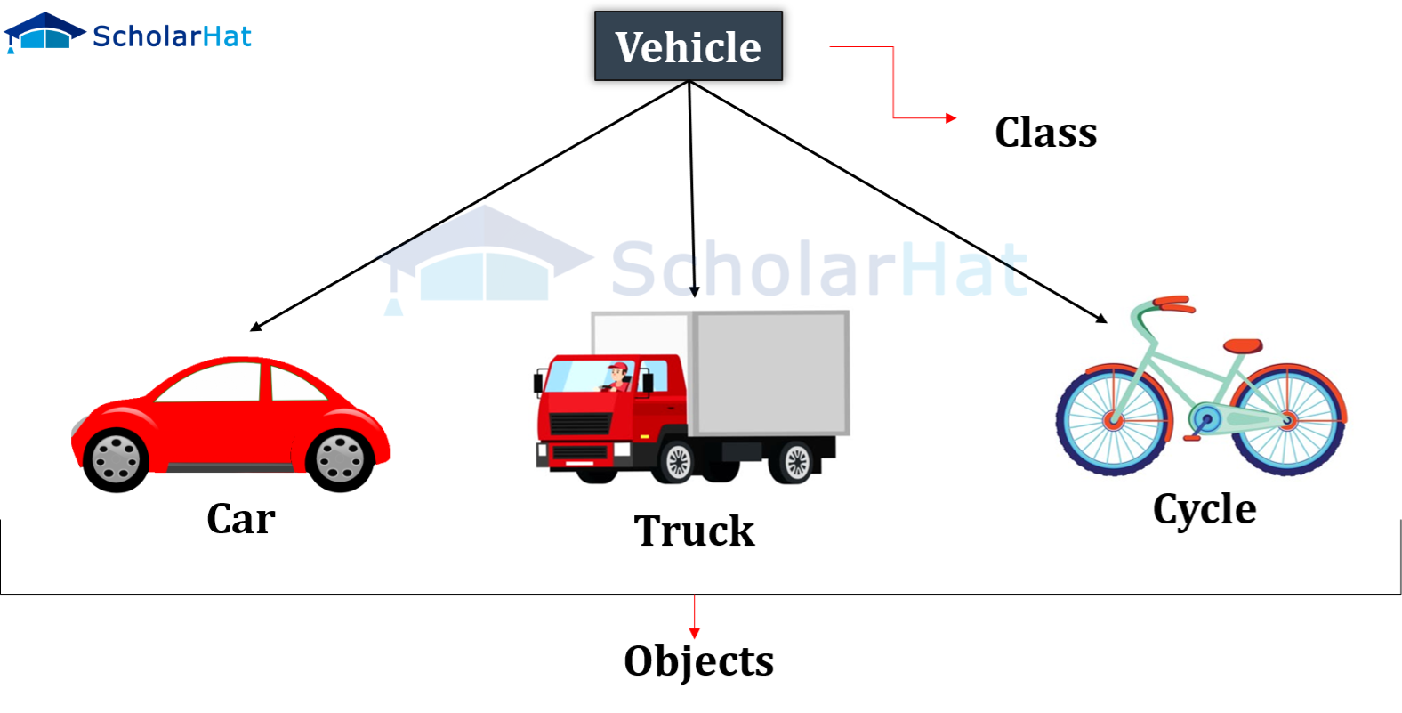 ScholarHat
Vehicle
Class
ScholarHat
Car
Truck
Cycle
Objects